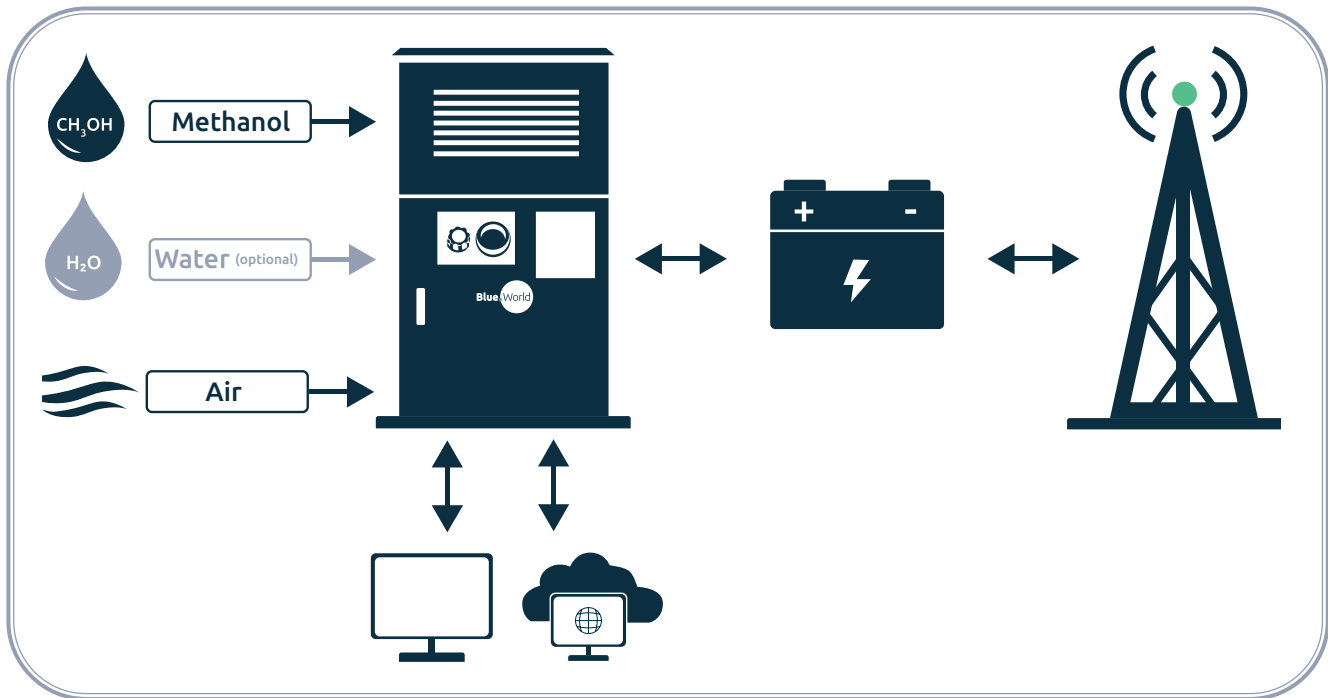 CH₃OH
Methanol
H₂O
Water (optional)
Air
Blue World
+
-